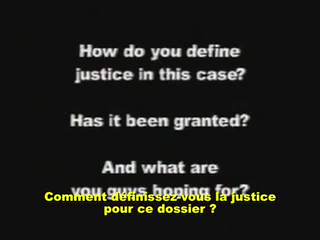 How do you define
justice in this case?
Has it been granted?
And what are
you guys hoping for?
Comment définissez-vous la justice
pour ce dossier ?